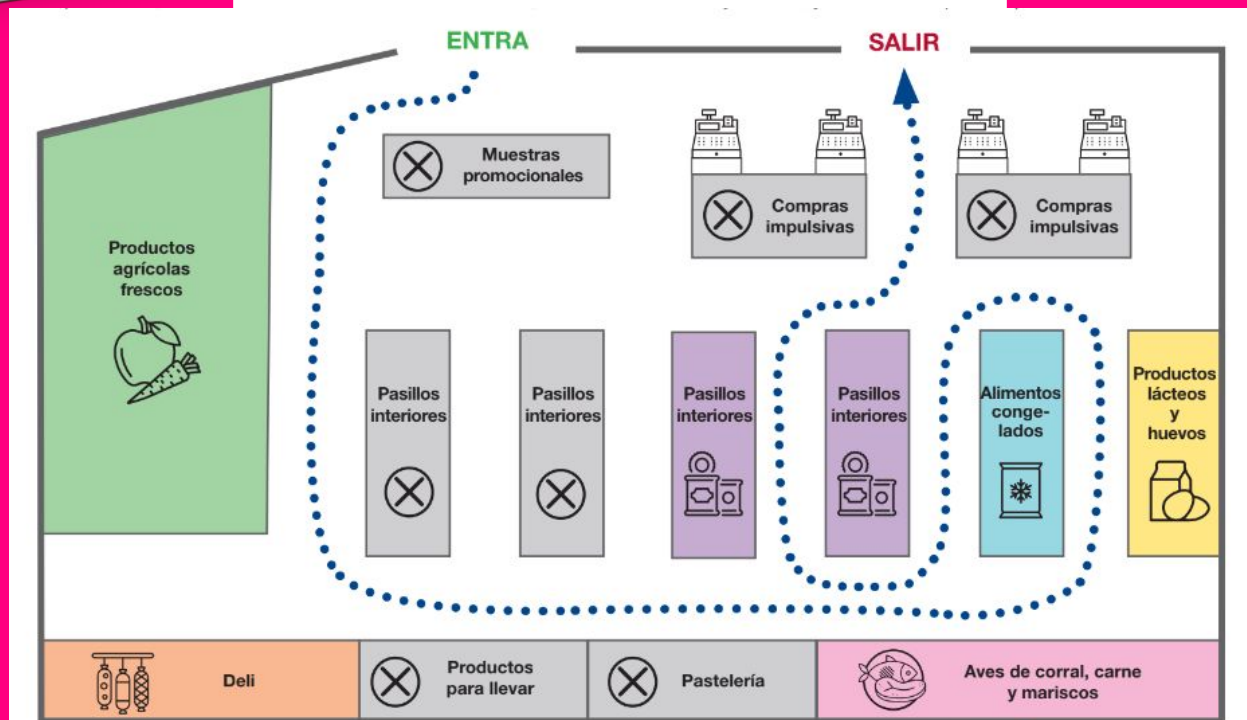 ENTRA
SALIR
Muestras
promocionales
Compras
impulsivas
Compras
impulsivas
Productos
agrícolas
frescos
Pasillos
interiores
Pasillos
interiores
Pasillos
interiores
Pasillos
interiores
Alimentos
conge-
lados
Productos
lácteos
y
huevos
Deli
Productos
para llevar
Pastelería
Aves de corral, carne
y mariscos